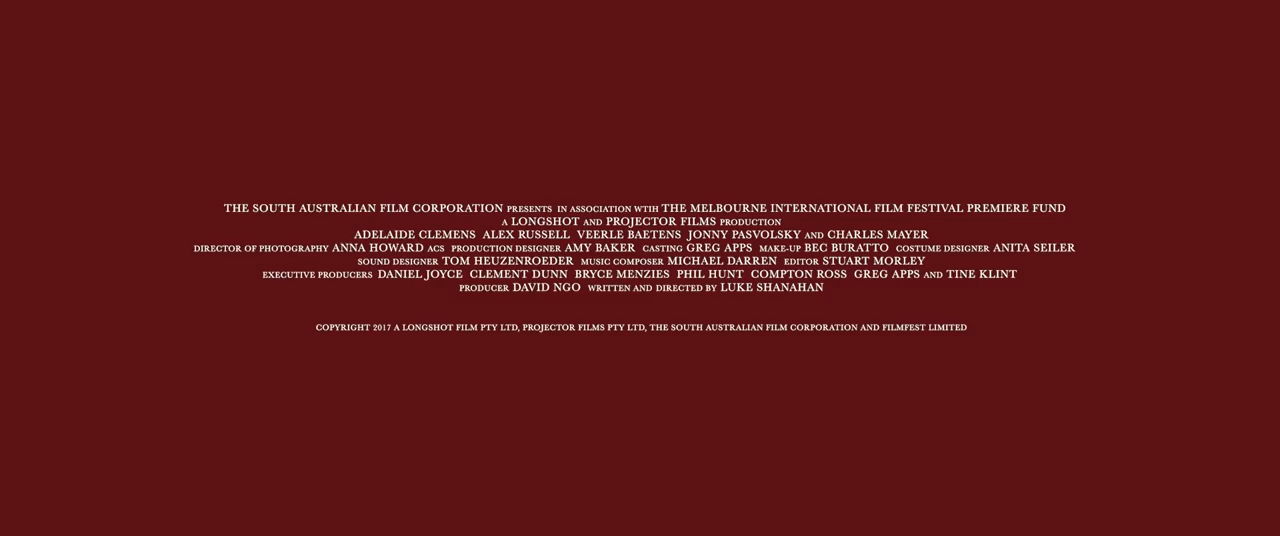 THE SOUTH AUSTRALIAN FILM CORPORATION PRESENTS IN ASSOCIATION WTIH THE MELBOURNE INTERNATIONAL FILM FESTIVAL PREMIERE FUND
A LONGSHOT AND PROJECTOR FILMS PRODUCTION
ADELAIDE CLEMENS ALEX RUSSELL VEERLE BAETENS JONNY PASVOLSKY AND CHARLES MAYER
DIRECTOR OF PHOTOGRAPHY ANNA HOWARD ACS PRODUCTION DESIGNER AMY BAKER CASTING GREG APPS MAKE-UP BEC BURATTO COSTUME DESIGNER ANITA SEILER
SOUND DESIGNER TOM HEUZENROEDER MUSIC COMPOSER MICHAEL DARREN EDITOR STUART MORLEY
EXECUTIVE PRODUCERS DANIEL JOYCE CLEMENT DUNN BRYCE MENZIES PHIL HUNT COMPTON ROSS GREG APPS AND TINE KLINT
PRODUCER DAVID NGO WRITTEN AND DIRECTED BY LUKE SHANAHAN
COPYRIGHT 2017 A LONGSHOT FILM PTY LTD, PROJECTOR FILMS PTY LTD, THE SOUTH AUSTRALIAN FILM CORPORATION AND FILMFEST LIMITED